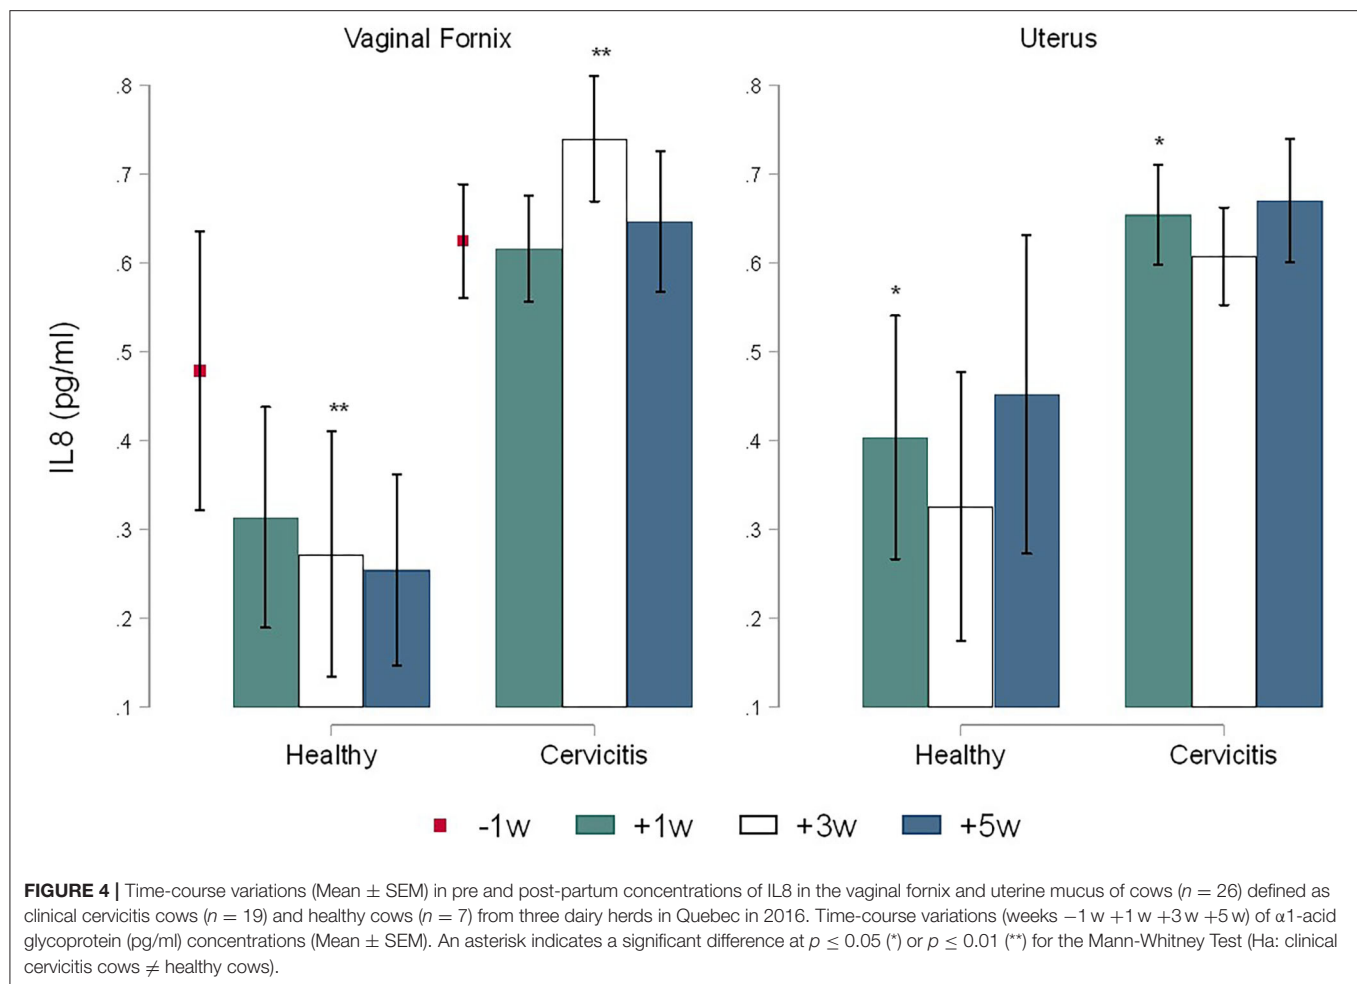 Vaginal Fornix
Uterus
**
.8
.7
.6
.5
.4
.3
.2
.1
IL8 (pg/ml)
**
.8
.7
.6
.5
.4
.3
.2
.1
*
*
Healthy
Cervicitis
Healthy
Cervicitis
-1w
+1w
+3w
+5w
FIGURE 4 | Time-course variations (Mean ± SEM) in pre and post-partum concentrations of IL8 in the vaginal fornix and uterine mucus of cows (n = 26) defined as
clinical cervicitis cows (n = 19) and healthy cows (n = 7) from three dairy herds in Quebec in 2016. Time-course variations (weeks −1 w +1 w +3 w +5 w) of α1-acid
glycoprotein (pg/ml) concentrations (Mean ± SEM). An asterisk indicates a significant difference at p ≤ 0.05 (*) or p ≤ 0.01 (**) for the Mann-Whitney Test (Ha: clinical
cervicitis cows ≠ healthy cows).